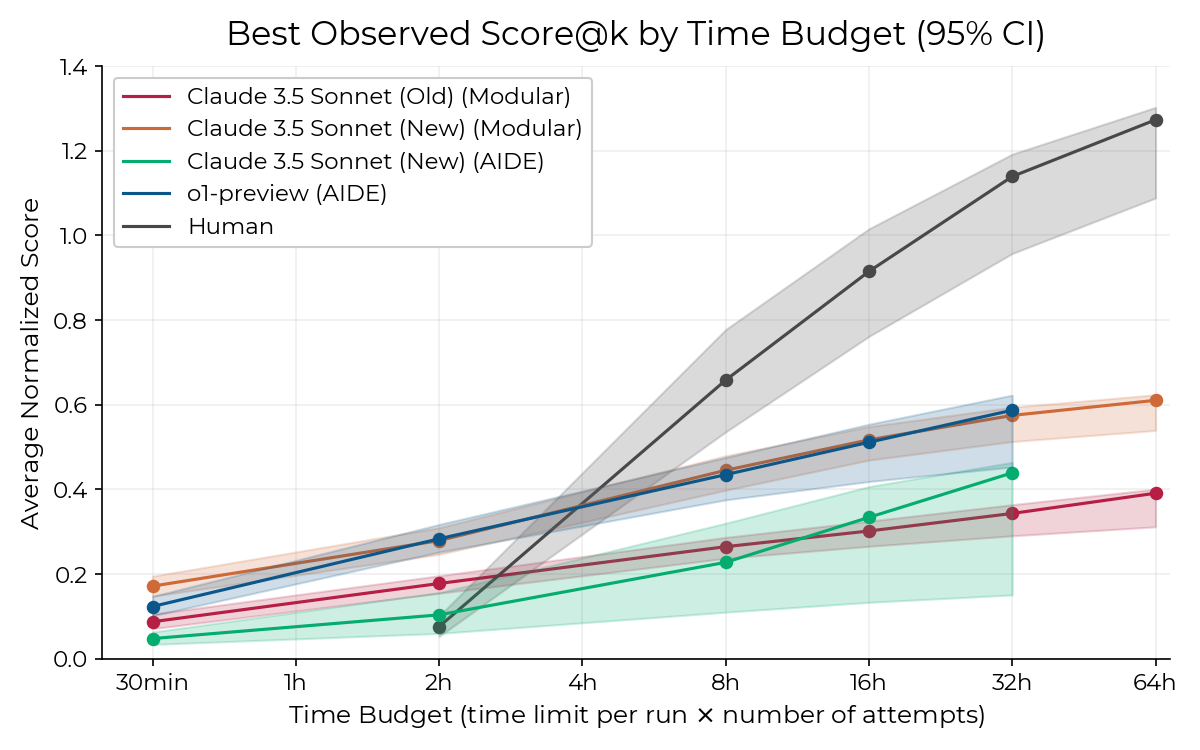 Best Observed Score@k by Time Budget (95% CI)
Claude 3.5 Sonnet (Old) (Modular)
Claude 3.5 Sonnet (New) (Modular)
Claude 3.5 Sonnet (New) (AIDE)
o1-preview (AIDE)
Human
Average Normalized Score
1.4
1.2
1.0
0.8
0.6
0.4
0.2
0.0
30min 1h 2h 4h 8h 16h 32h 64h
Time Budget (time limit per run × number of attempts)